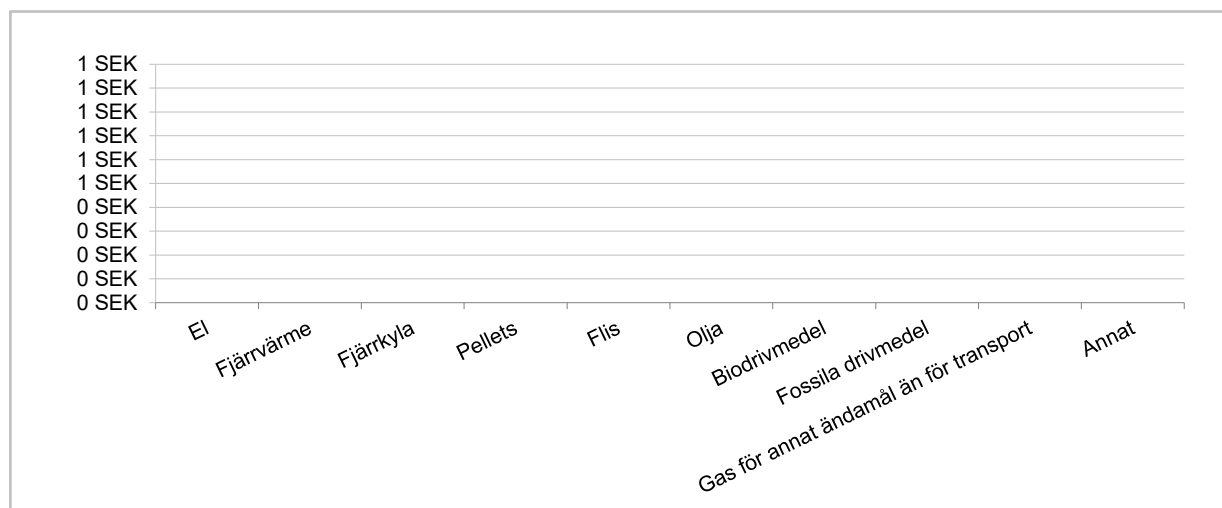 1 SEK
1 SEK
1 SEK
1 SEK
1 SEK
1 SEK
0 SEK
0 SEK
0 SEK
0 SEK
0 SEK
El
Fjärrvärme
Fjärrkyla
Pellets
Flis
Olja
Biodrivmedel
Fossila drivmedel
Gas för annat ändamål än för transport
Annat